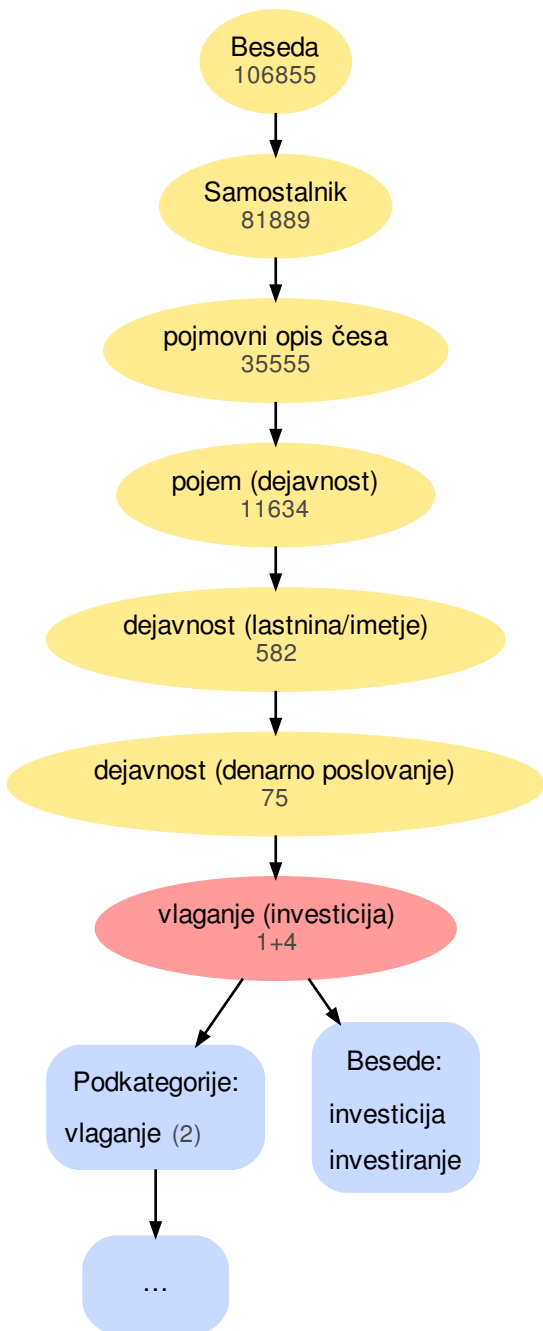 Beseda
106855
Samostalnik
81889
pojmovni opis česa
35555
pojem (dejavnost)
11634
dejavnost (lastnina/imetje)
582
dejavnost (denarno poslovanje)
75
vlaganje (investicija)
1+4
Podkategorije:
vlaganje (2)
Besede:
investicija
investiranje
...